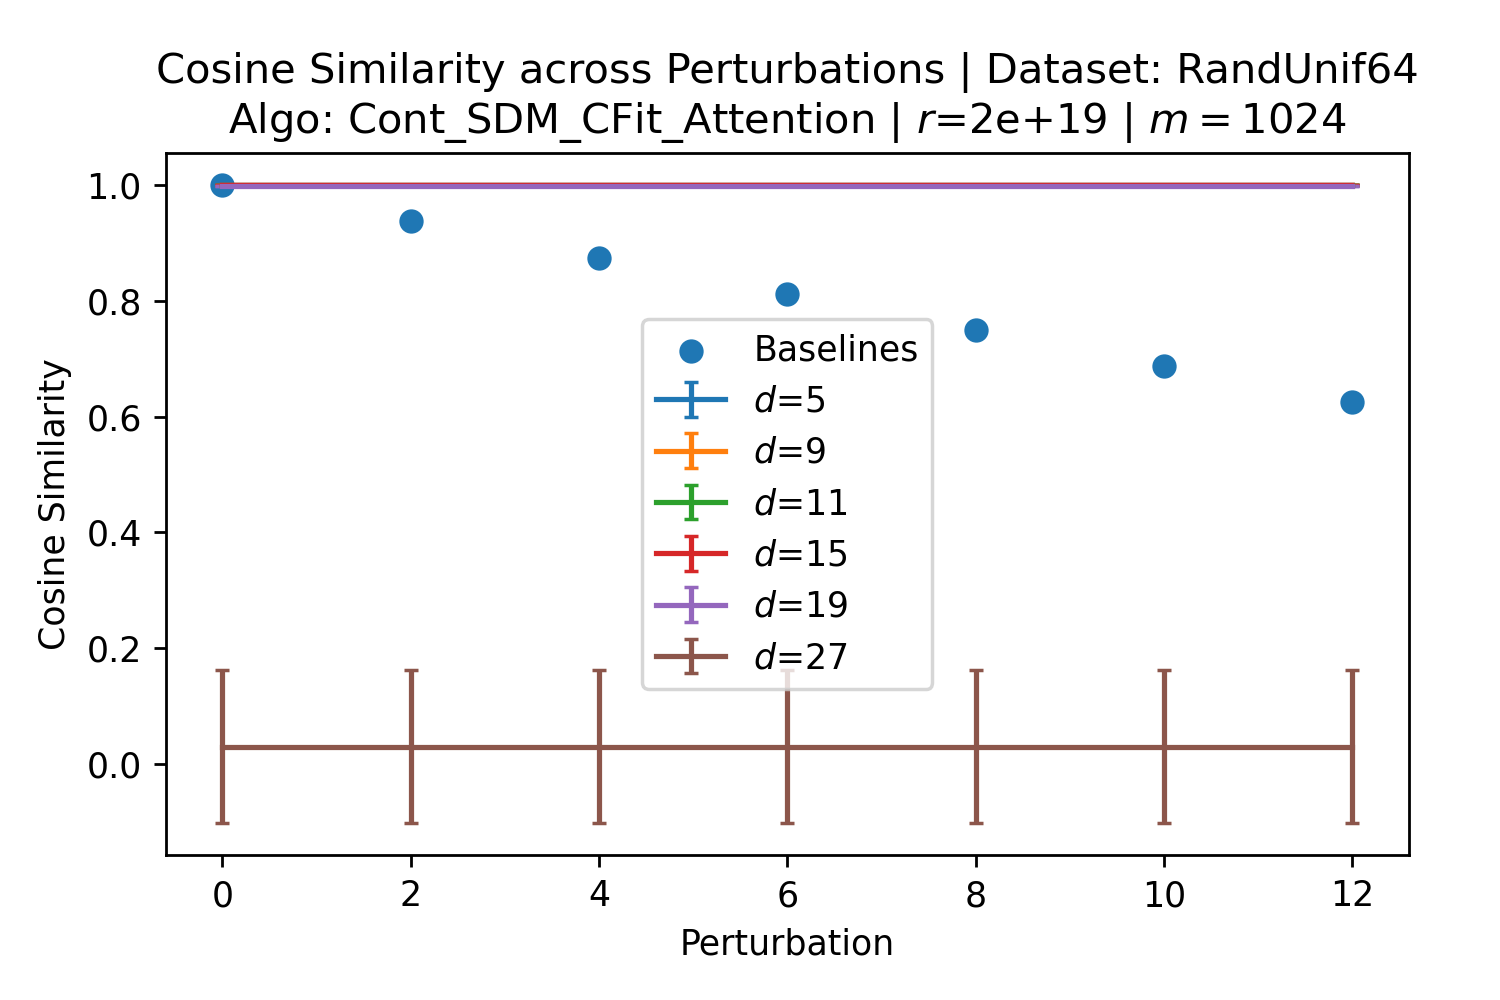 Cosine Similarity across Perturbations | Dataset: RandUnif64
Algo: Cont_SDM_CFit_Attention | r=2e+19 | m = 1024
Cosine Similarity
1.0
0.8
0.6
0.4
0.2
0.0
Baselines
d=5
d=9
d=11
d=15
d=19
d=27
0 2 4 6 8 10 12
Perturbation